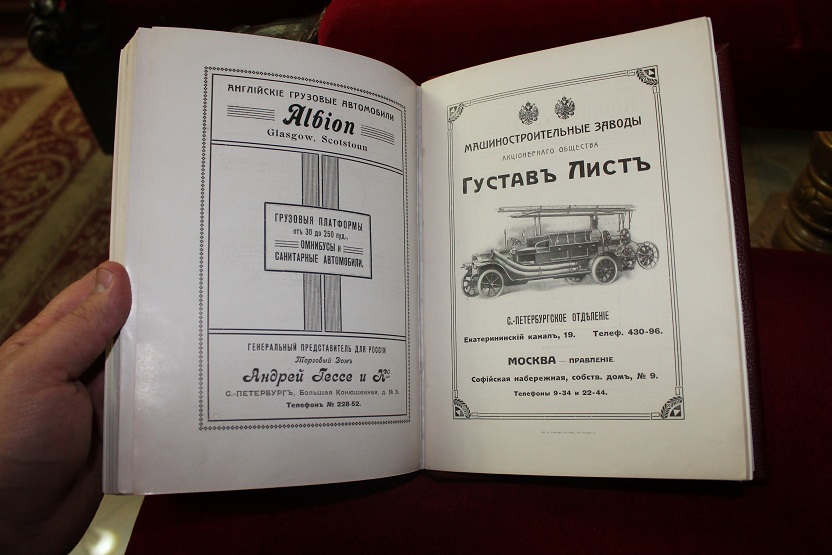 АНГЛІЙСКІЕ ГРУЗОВЫЕ АВТОМОБИЛИ
Albion
Glasgow. Scotstoun
ГРУЗОВЫЯ ПЛАТФОРМЫ
отъ 30 до 250 пуд.,
ОМНИБУСЫ и
САНИТАРНЫЕ АВТОМОБИЛИ.
ГЕНЕРАЛЬНЫЙ ПРЕДСТАВИТЕЛЬ ДЛЯ РОССІИ
Торговый Домъ
Андрей Гессе и Ко
С.-ПЕТЕРБУРГЪ, Большая Конюшенная, д. № 3.
Телефонъ № 228-52.
МАШИНОСТРОИТЕЛЬНЫЕ ЗАВОДЫ
АКЦІОНЕРНАГО ОБЩЕСТВА
ГУСТАВЪ ЛИСТЪ
С.-ПЕТЕРБУРГСКОЕ ОТДѢЛЕНІЕ
Екатерининскій каналъ, 19. Телеф. 430-96.
МОСКВА — ПРАВЛЕНІЕ.
Софійская набережная, собств. домъ, № 9.
Телефоны 9-34 и 22-44.